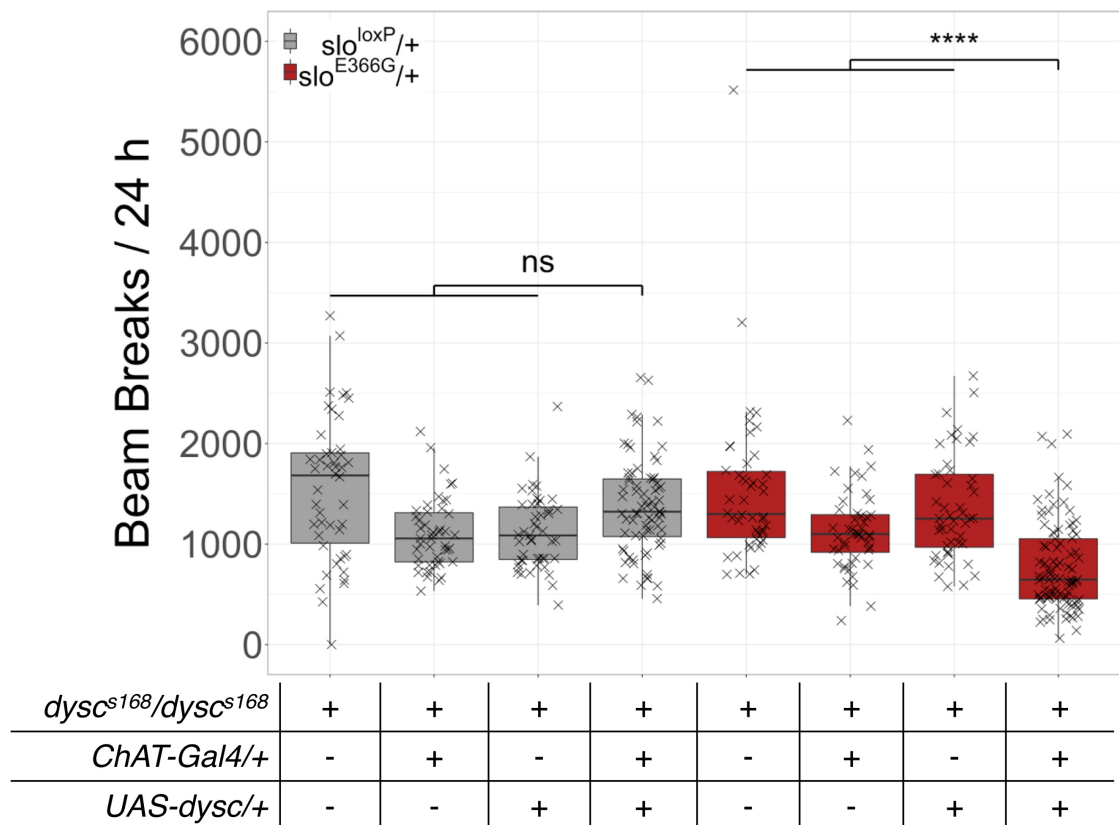 slo^loxP/+
slo^E366G/+
ns
****
Beam Breaks / 24 h
6000
5000
4000
3000
2000
1000
0
dysc^s168/dysc^s168 + + + + + + + +
ChAT-Gal4/+ - + - + - + - +
UAS-dysc/+ - - + + - - + +